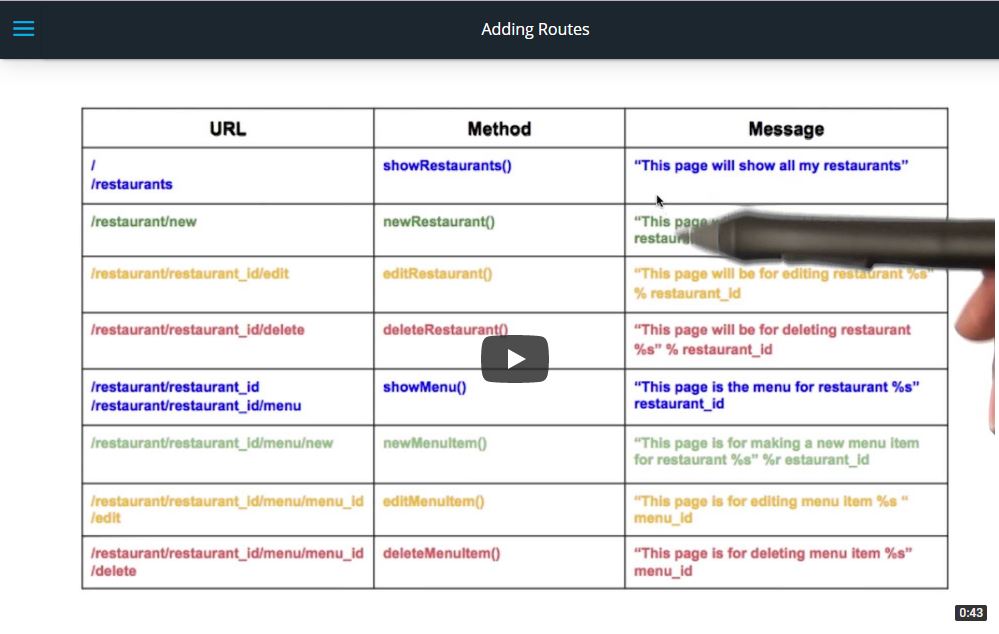 Adding Routes
URL Method Message
/ showRestaurants() “This page will show all my restaurants”
/restaurants
/restaurant/new newRestaurant() “This page
/restaurant/restaurant_id/edit editRestaurant() “This page will be for editing restaurant %s”
% restaurant_id
/restaurant/restaurant_id/delete deleteRestaurant() “This page will be for deleting restaurant
%s” % restaurant_id
/restaurant/restaurant_id showMenu() “This page is the menu for restaurant %s”
/restaurant/restaurant_id/menu restaurant_id
/restaurant/restaurant_id/menu/new newMenuItem() “This page is for making a new menu item
for restaurant %s” %r estaurant_id
/restaurant/restaurant_id/menu/menu_id editMenuItem() “This page is for editing menu item %s “
/edit menu_id
/restaurant/restaurant_id/menu/menu_id deleteMenuItem() “This page is for deleting menu item %s”
/delete menu_id
0:43